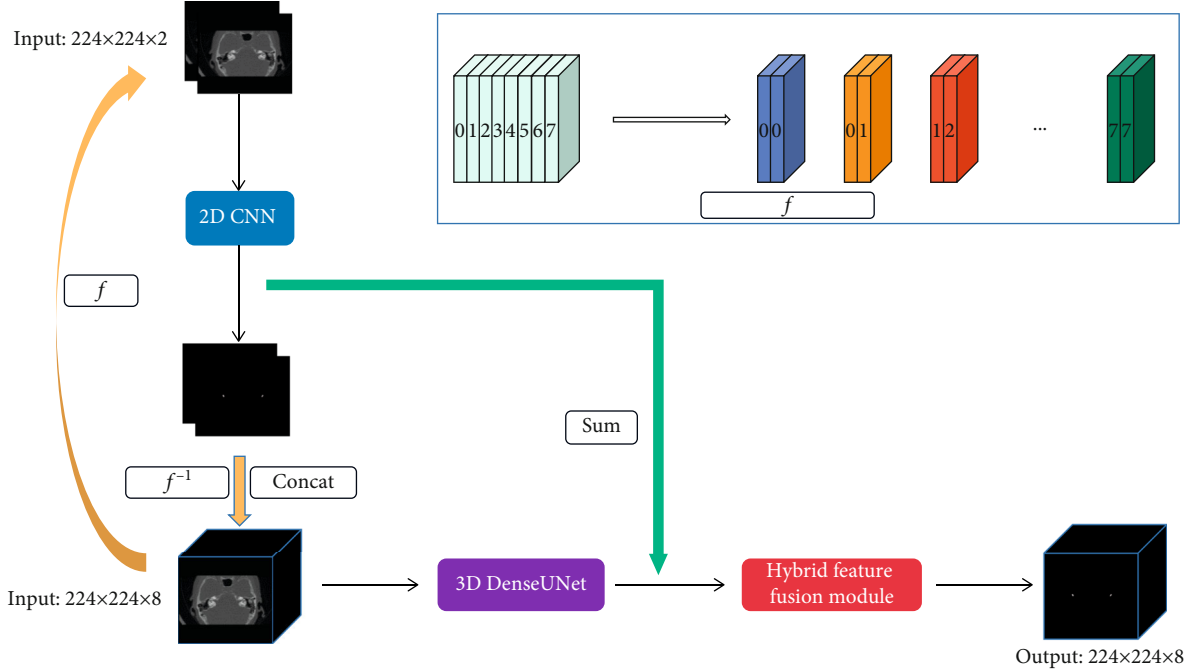 Input: 224×224×2
0 1 2 3 4 5 6 7
0 0
0 1
1 2
...
7 7
f
2D CNN
f
Sum
f⁻¹
Concat
Input: 224×224×8
3D DenseUNet
Hybrid feature
fusion module
Output: 224×224×8